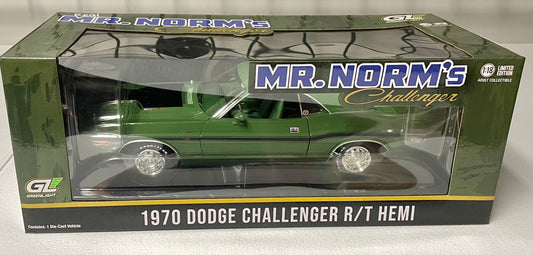 MR. NORM's
Challenger
GL
MR. NORM's
Challenger
1:18
LIMITED
EDITION
ADULT COLLECTIBLE
GL
GREENLIGHT
1970 DODGE CHALLENGER R/T HEMI
Contains: 1 Die-Cast Vehicle